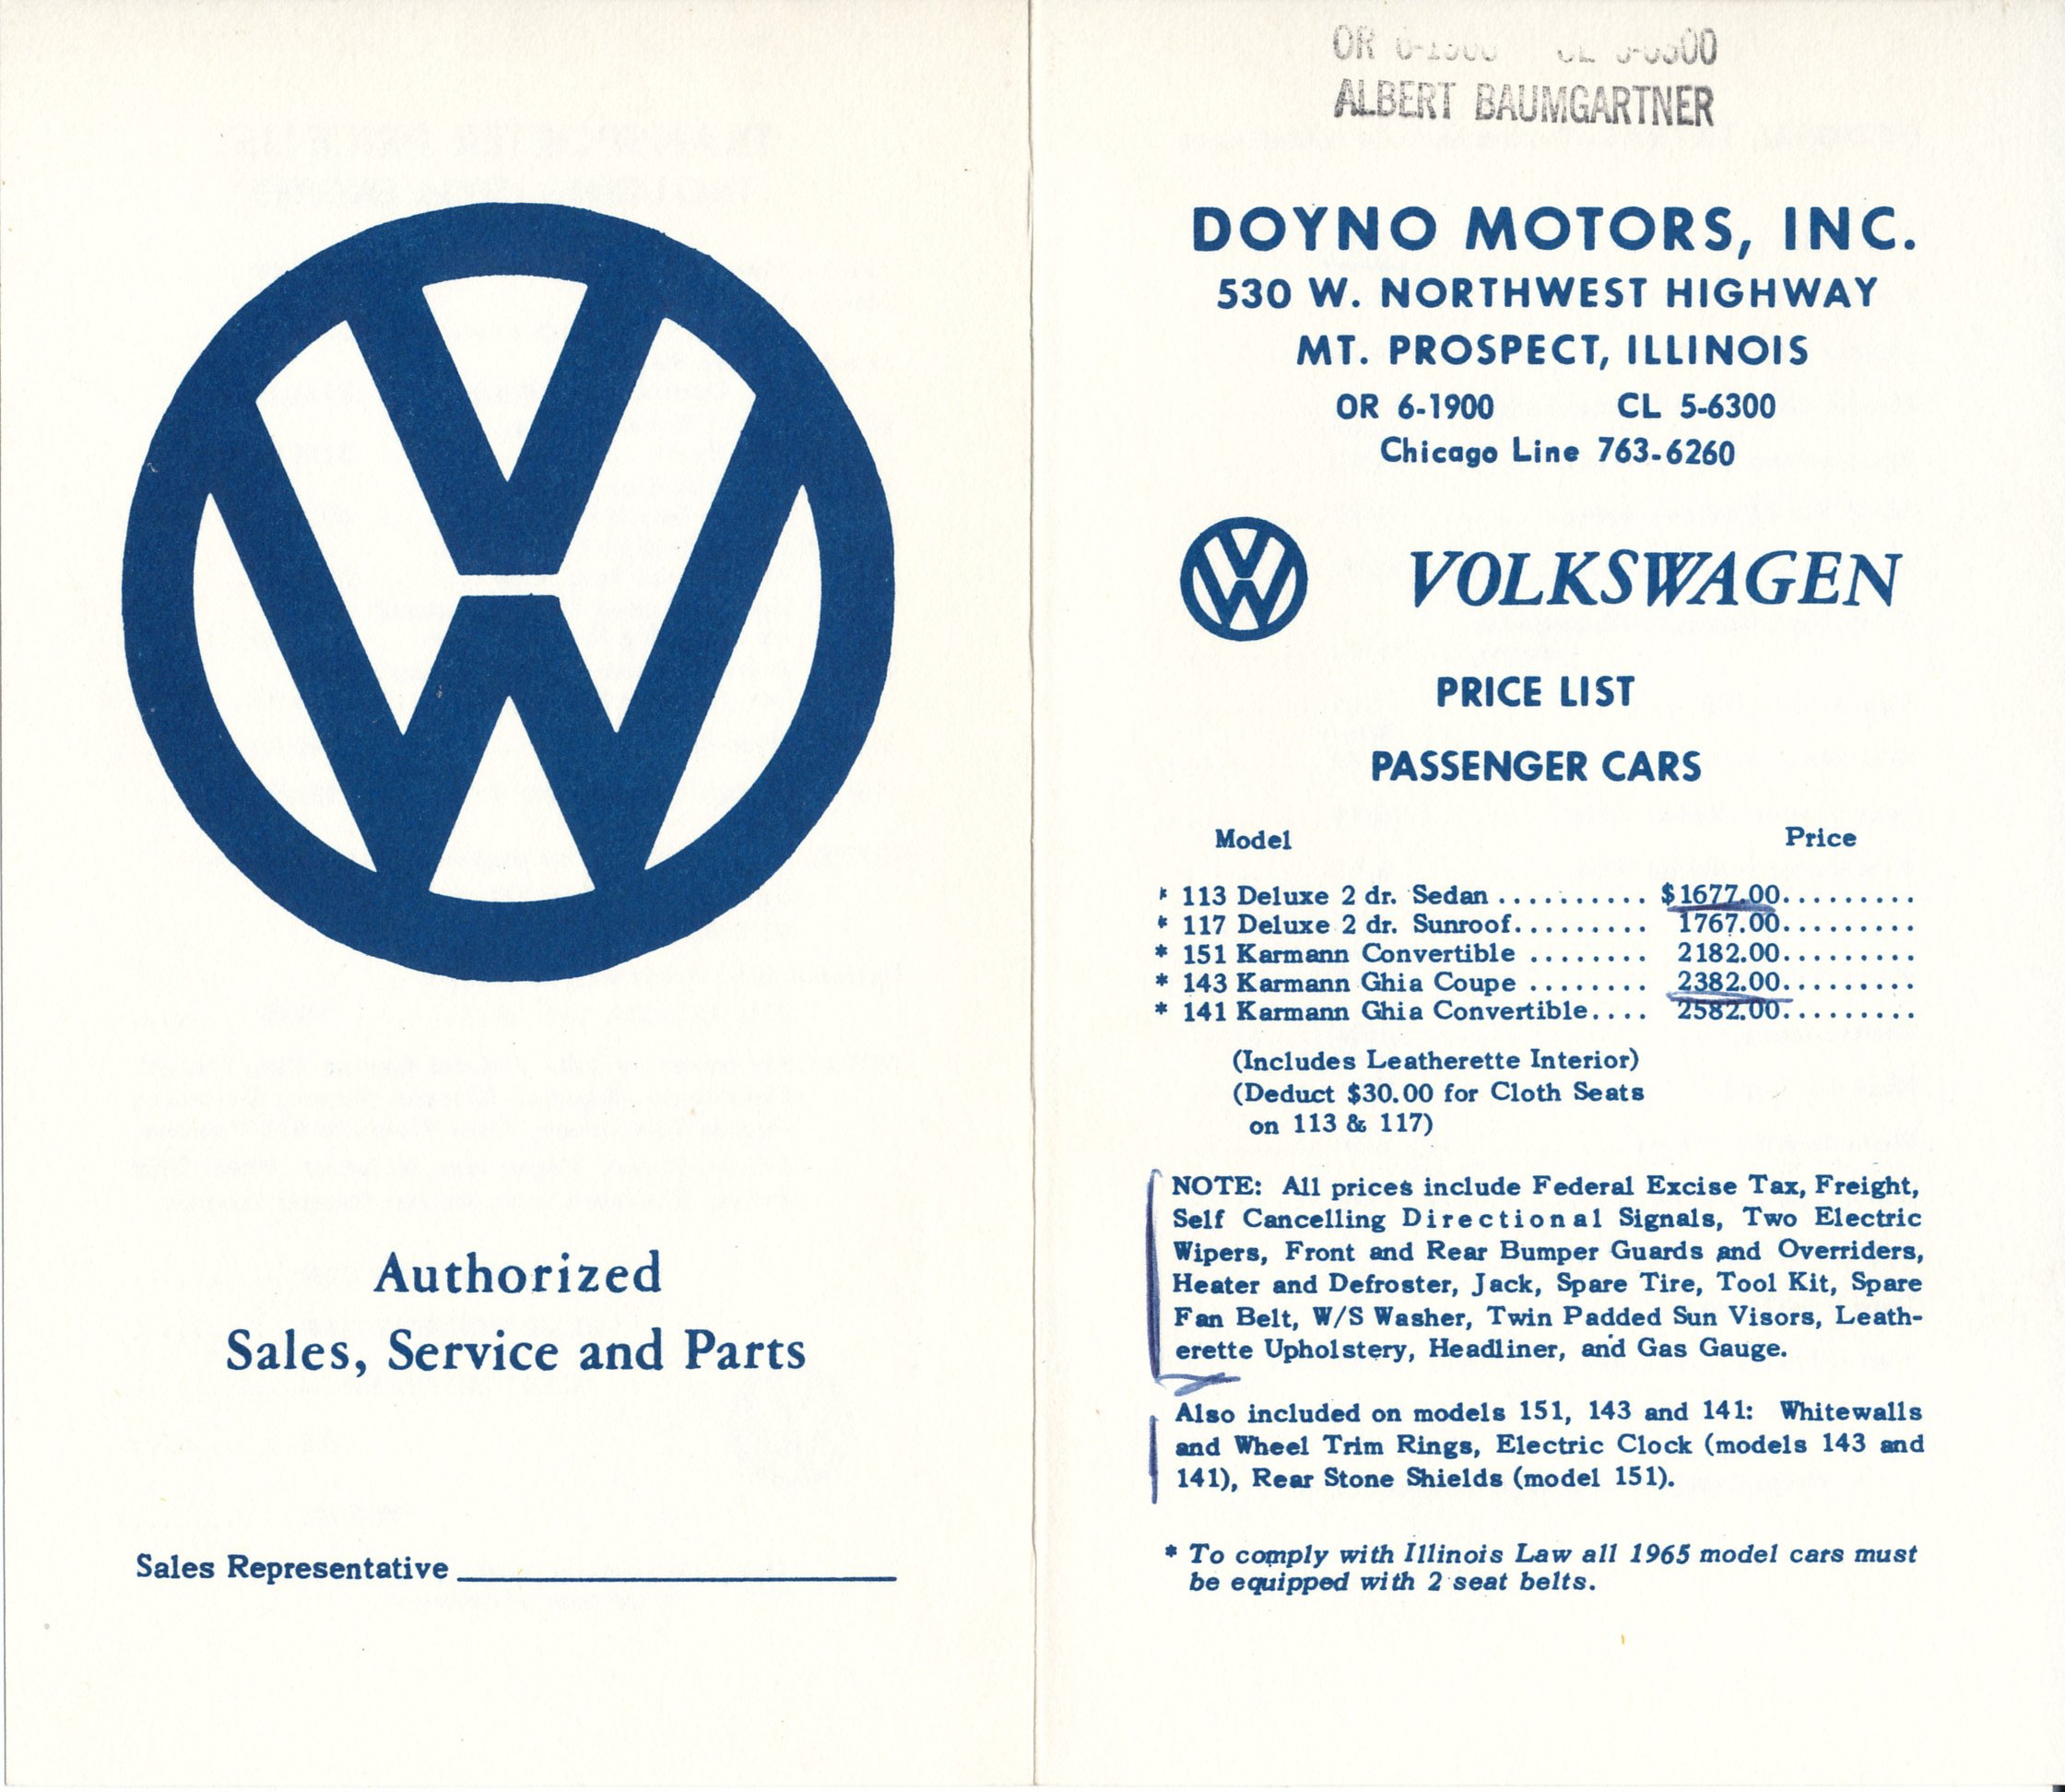 Authorized
Sales, Service and Parts
Sales Representative
ALBERT BAUMGARTNER
DOYNO MOTORS, INC.
530 W. NORTHWEST HIGHWAY
MT. PROSPECT, ILLINOIS
OR 6-1900 CL 5-6300
Chicago Line 763-6260
VOLKSWAGEN
PRICE LIST
PASSENGER CARS
Model Price
* 113 Deluxe 2 dr. Sedan .......... $1677.00.........
* 117 Deluxe 2 dr. Sunroof......... 1767.00.........
* 151 Karmann Convertible ........ 2182.00.........
* 143 Karmann Ghia Coupe ........ 2382.00.........
* 141 Karmann Ghia Convertible.... 2582.00.........
(Includes Leatherette Interior)
(Deduct $30.00 for Cloth Seats
on 113 & 117)
NOTE: All prices include Federal Excise Tax, Freight,
Self Cancelling Directional Signals, Two Electric
Wipers, Front and Rear Bumper Guards and Overriders,
Heater and Defroster, Jack, Spare Tire, Tool Kit, Spare
Fan Belt, W/S Washer, Twin Padded Sun Visors, Leath-
erette Upholstery, Headliner, and Gas Gauge.
Also included on models 151, 143 and 141: Whitewalls
and Wheel Trim Rings, Electric Clock (models 143 and
141), Rear Stone Shields (model 151).
* To comply with Illinois Law all 1965 model cars must
be equipped with 2 seat belts.